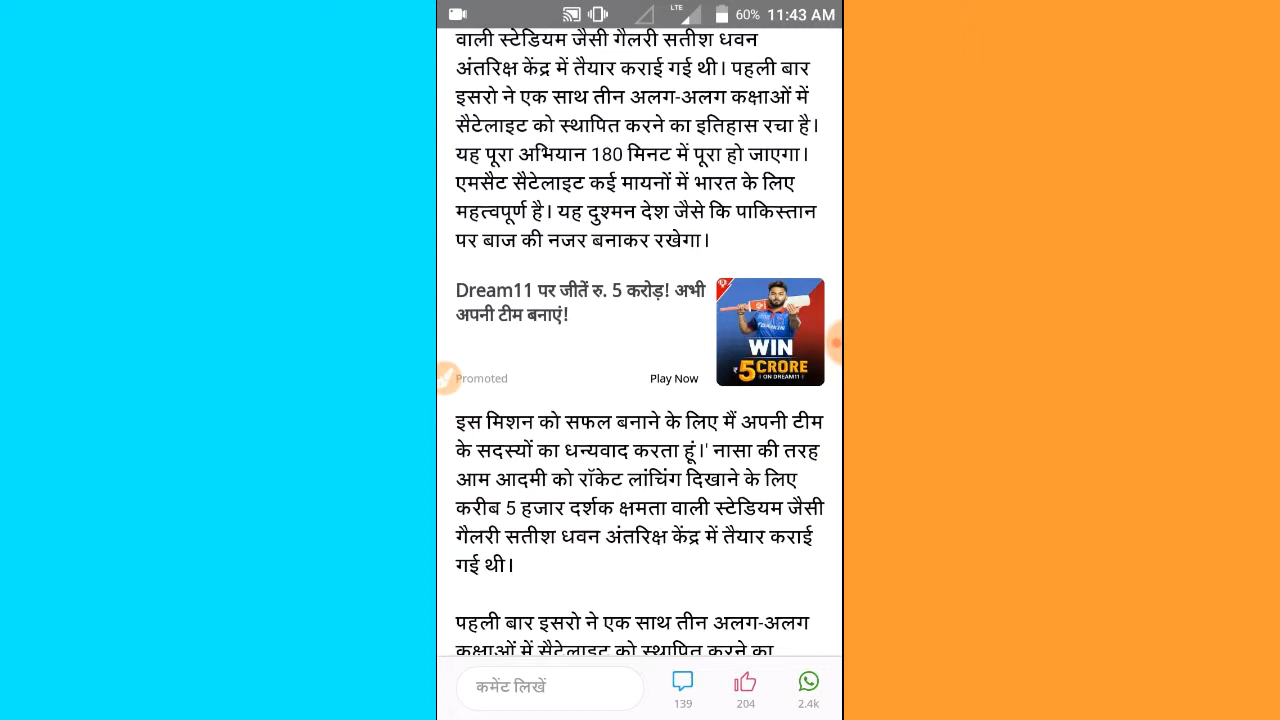 LTE 60% 11:43 AM
वाली स्टेडियम जैसी गैलरी सतीश धवन
अंतरिक्ष केंद्र में तैयार कराई गई थी। पहली बार
इसरो ने एक साथ तीन अलग-अलग कक्षाओं में
सैटेलाइट को स्थापित करने का इतिहास रचा है।
यह पूरा अभियान 180 मिनट में पूरा हो जाएगा।
एमसैट सैटेलाइट कई मायनों में भारत के लिए
महत्वपूर्ण है। यह दुश्मन देश जैसे कि पाकिस्तान
पर बाज की नजर बनाकर रखेगा।
Dream11 पर जीतें रु. 5 करोड़! अभी
अपनी टीम बनाएं!
WIN
₹5 CRORE
ON DREAM11
Promoted Play Now
इस मिशन को सफल बनाने के लिए मैं अपनी टीम
के सदस्यों का धन्यवाद करता हूं।' नासा की तरह
आम आदमी को रॉकेट लांचिंग दिखाने के लिए
करीब 5 हजार दर्शक क्षमता वाली स्टेडियम जैसी
गैलरी सतीश धवन अंतरिक्ष केंद्र में तैयार कराई
गई थी।
पहली बार इसरो ने एक साथ तीन अलग-अलग
कक्षाओं में सैटेलाइट को स्थापित करने का
कमेंट लिखें
139 204 2.4k